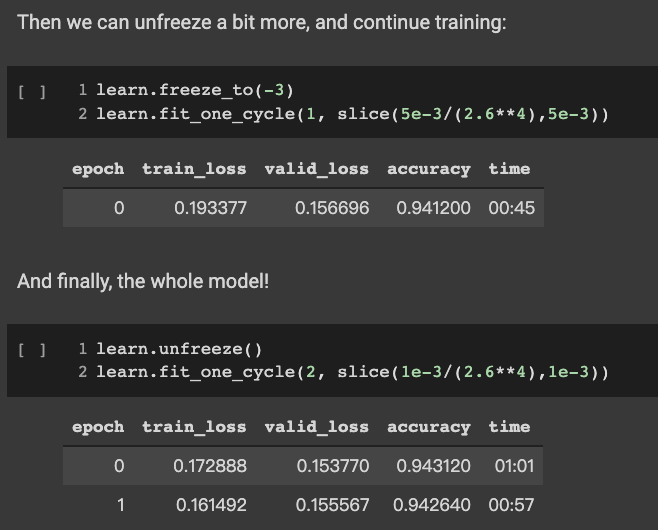 Then we can unfreeze a bit more, and continue training:
[ ] 1 learn.freeze_to(-3)
2 learn.fit_one_cycle(1, slice(5e-3/(2.6**4),5e-3))
epoch train_loss valid_loss accuracy time
0 0.193377 0.156696 0.941200 00:45
And finally, the whole model!
[ ] 1 learn.unfreeze()
2 learn.fit_one_cycle(2, slice(1e-3/(2.6**4),1e-3))
epoch train_loss valid_loss accuracy time
0 0.172888 0.153770 0.943120 01:01
1 0.161492 0.155567 0.942640 00:57